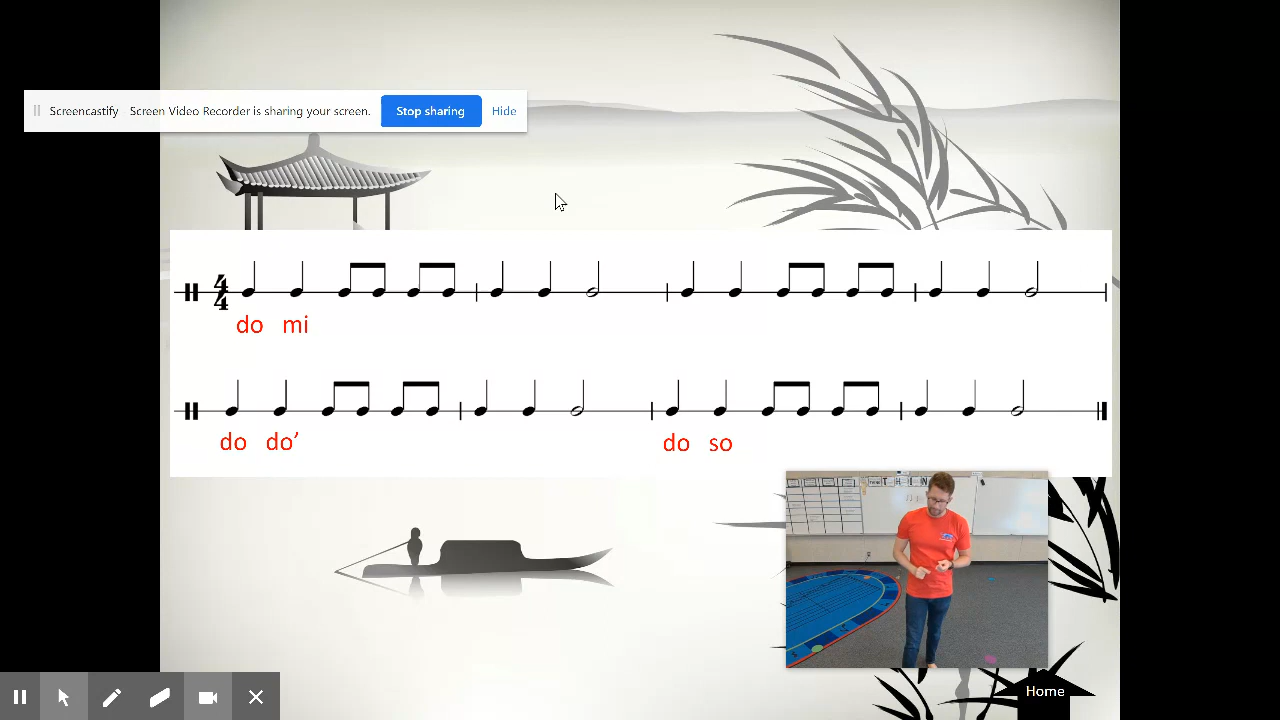 Screencastify - Screen Video Recorder is sharing your screen. Stop sharing Hide
4
4
do mi
do do’
do so
Home